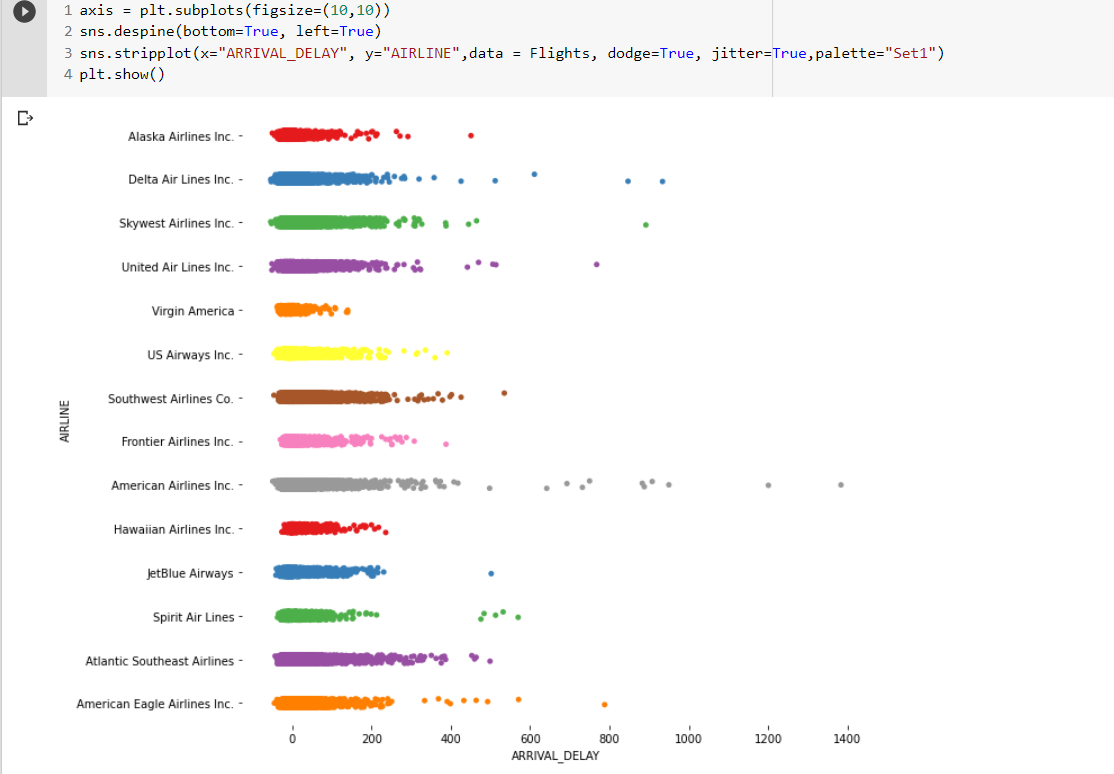 1 axis = plt.subplots(figsize=(10,10))
2 sns.despine(bottom=True, left=True)
3 sns.stripplot(x="ARRIVAL_DELAY", y="AIRLINE",data = Flights, dodge=True, jitter=True,palette="Set1")
4 plt.show()
Alaska Airlines Inc.
Delta Air Lines Inc.
Skywest Airlines Inc.
United Air Lines Inc.
Virgin America
US Airways Inc.
Southwest Airlines Co.
AIRLINE
Frontier Airlines Inc.
American Airlines Inc.
Hawaiian Airlines Inc.
JetBlue Airways
Spirit Air Lines
Atlantic Southeast Airlines
American Eagle Airlines Inc.
0 200 400 600 800 1000 1200 1400
ARRIVAL_DELAY